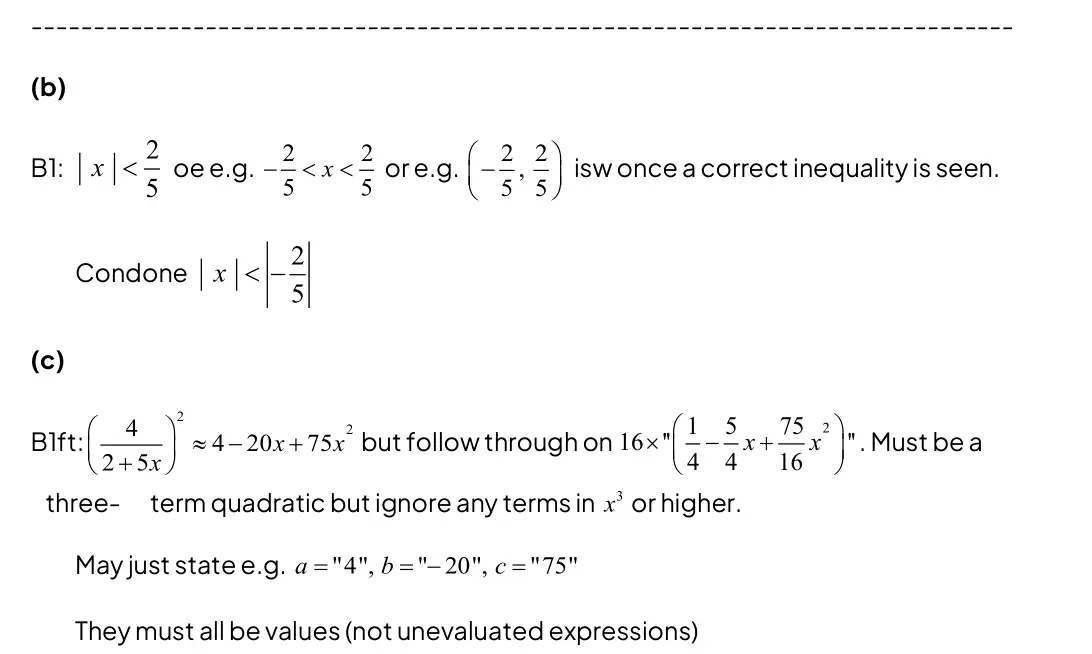 (b)
B1: | x | < 2/5 oe e.g. −2/5 < x < 2/5 or e.g. (−2/5, 2/5) isw once a correct inequality is seen.
Condone | x | < |−2/5|
(c)
B1ft: (4/(2+5x))² ≈ 4 − 20x + 75x² but follow through on 16×"(1/4 − 5/4 x + 75/16 x²)". Must be a
three- term quadratic but ignore any terms in x³ or higher.
May just state e.g. a = "4", b = "−20", c = "75"
They must all be values (not unevaluated expressions)